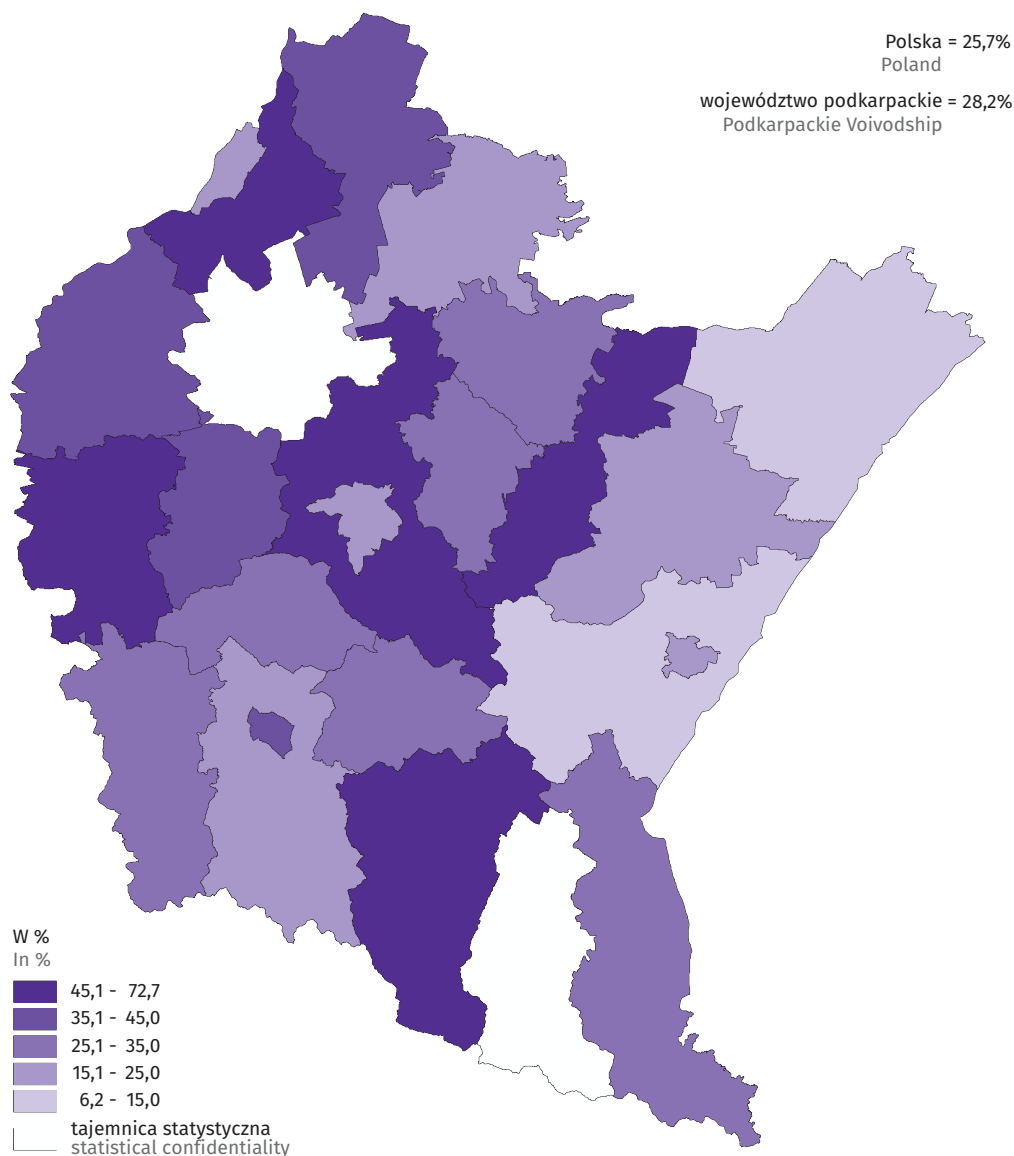 Polska = 25,7%
Poland
województwo podkarpackie = 28,2%
Podkarpackie Voivodship
W %
In %
45,1 - 72,7
35,1 - 45,0
25,1 - 35,0
15,1 - 25,0
6,2 - 15,0
tajemnica statystyczna
statistical confidentiality